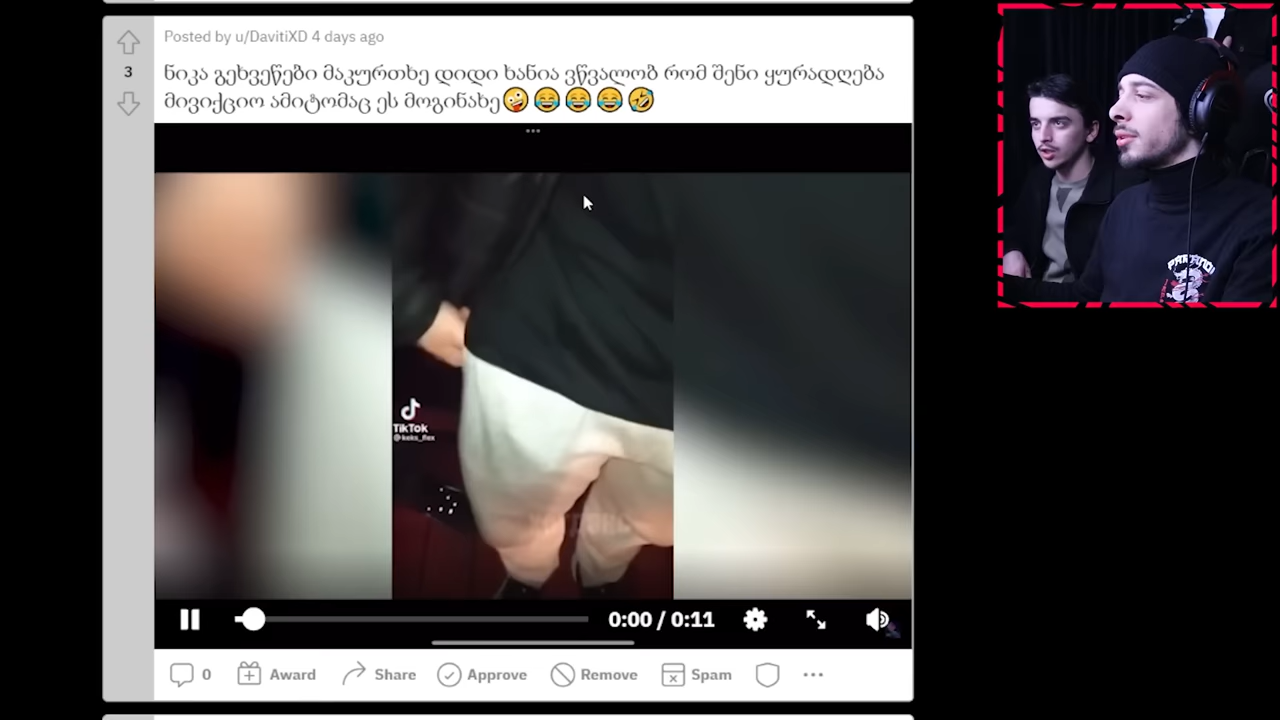 Posted by u/DavitiXD 4 days ago
3
ნიკა გეხვეწები მაკურთხე დიდი ხანია ვწვალობ რომ შენი ყურადღება
მივიქციო ამიტომაც ეს მოგინახე🤪😂😂😂🤣
TikTok
@keks_flex
0:00 / 0:11
0 Award Share Approve Remove Spam